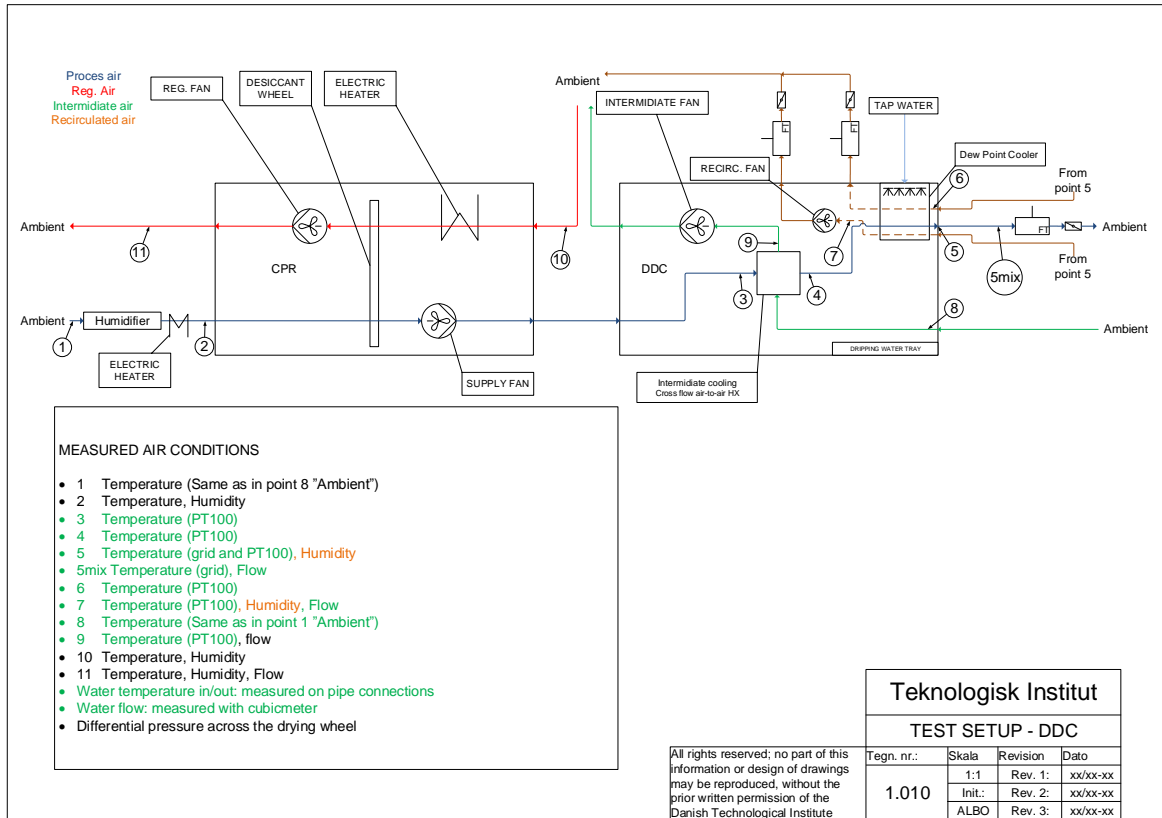 Proces air
Reg. Air
Intermidiate air
Recirculated air
REG. FAN
DESICCANT
WHEEL
ELECTRIC
HEATER
Ambient
INTERMIDIATE FAN
FT
FT
TAP WATER
RECIRC. FAN
Dew Point Cooler
6
From
point 5
Ambient
11
CPR
10
DDC
9
7
5
FT
Ambient
From
point 5
5mix
3
4
8
Ambient
Humidifier
Ambient
1
2
ELECTRIC
HEATER
SUPPLY FAN
DRIPPING WATER TRAY
Intermidiate cooling
Cross flow air-to-air HX
MEASURED AIR CONDITIONS
• 1 Temperature (Same as in point 8 ”Ambient”)
• 2 Temperature, Humidity
• 3 Temperature (PT100)
• 4 Temperature (PT100)
• 5 Temperature (grid and PT100), Humidity
• 5mix Temperature (grid), Flow
• 6 Temperature (PT100)
• 7 Temperature (PT100), Humidity, Flow
• 8 Temperature (Same as in point 1 ”Ambient”)
• 9 Temperature (PT100), flow
• 10 Temperature, Humidity
• 11 Temperature, Humidity, Flow
• Water temperature in/out: measured on pipe connections
• Water flow: measured with cubicmeter
• Differential pressure across the drying wheel
Teknologisk Institut
TEST SETUP - DDC
All rights reserved; no part of this
information or design of drawings
may be reproduced, without the
prior written permission of the
Danish Technological Institute
Tegn. nr.: Skala Revision Dato
1.010
1:1 Rev. 1: xx/xx-xx
Init.: Rev. 2: xx/xx-xx
ALBO Rev. 3: xx/xx-xx